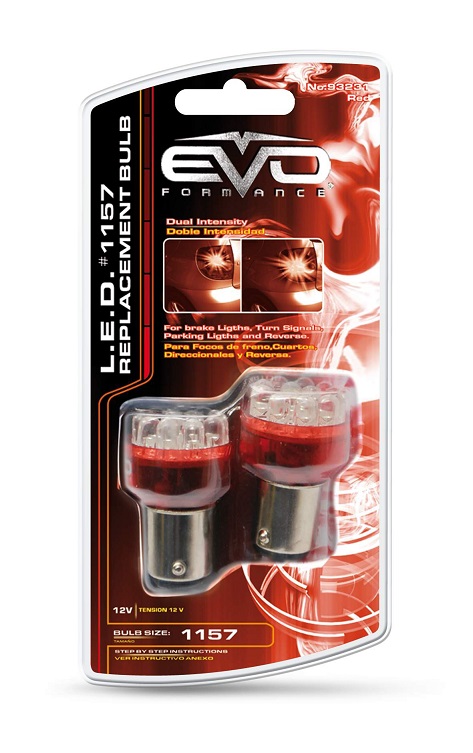 No.93231
Red
EVO
FORMANCE
L.E.D. #1157
REPLACEMENT BULB
Dual Intensity
Doble Intensidad
For brake Ligths, Turn Signals,
Parking Ligths and Reverse.
Para Focos de freno,Cuartos,
Direccionales y Reversa.
12V TENSION 12 V
BULB SIZE: 1157
TAMAÑO
STEP BY STEP INSTRUCTIONS
VER INSTRUCTIVO ANEXO